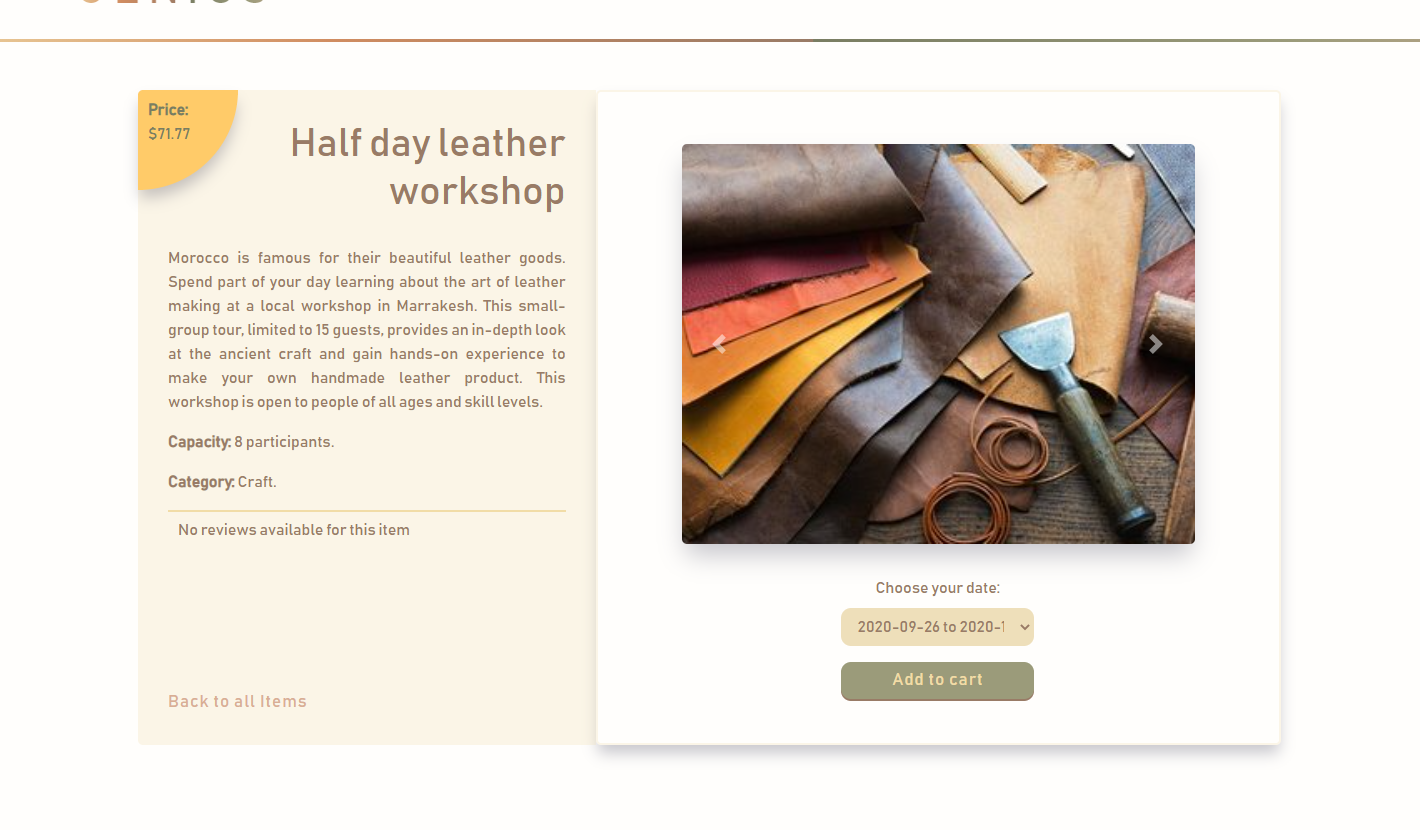 Price:
$71.77
Half day leather
workshop
Morocco is famous for their beautiful leather goods.
Spend part of your day learning about the art of leather
making at a local workshop in Marrakesh. This small-
group tour, limited to 15 guests, provides an in-depth look
at the ancient craft and gain hands-on experience to
make your own handmade leather product. This
workshop is open to people of all ages and skill levels.
Capacity: 8 participants.
Category: Craft.
No reviews available for this item
Back to all Items
Choose your date:
2020-09-26 to 2020-1
Add to cart